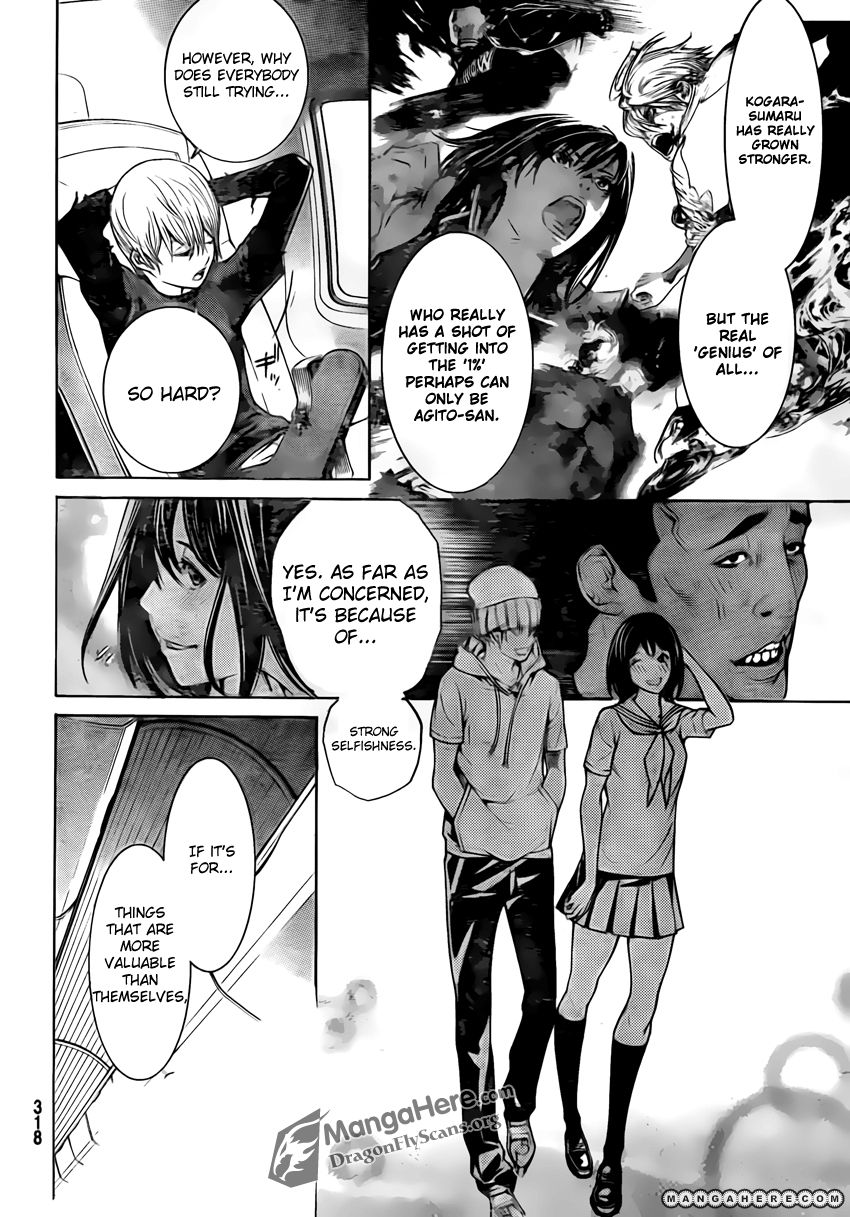 KOGARA-
SUMARU
HAS REALLY
GROWN
STRONGER.
BUT THE
REAL
'GENIUS' OF
ALL...
WHO REALLY
HAS A SHOT OF
GETTING INTO
THE '1%'
PERHAPS CAN
ONLY BE
AGITO-SAN.
HOWEVER, WHY
DOES EVERYBODY
STILL TRYING...
SO HARD?
YES. AS FAR AS
I'M CONCERNED,
IT'S BECAUSE
OF...
STRONG
SELFISHNESS.
IF IT'S
FOR...
THINGS
THAT ARE
MORE
VALUABLE
THAN
THEMSELVES,
318
MangaHere.com
DragonFlyScans.org
MANGAHERE.COM